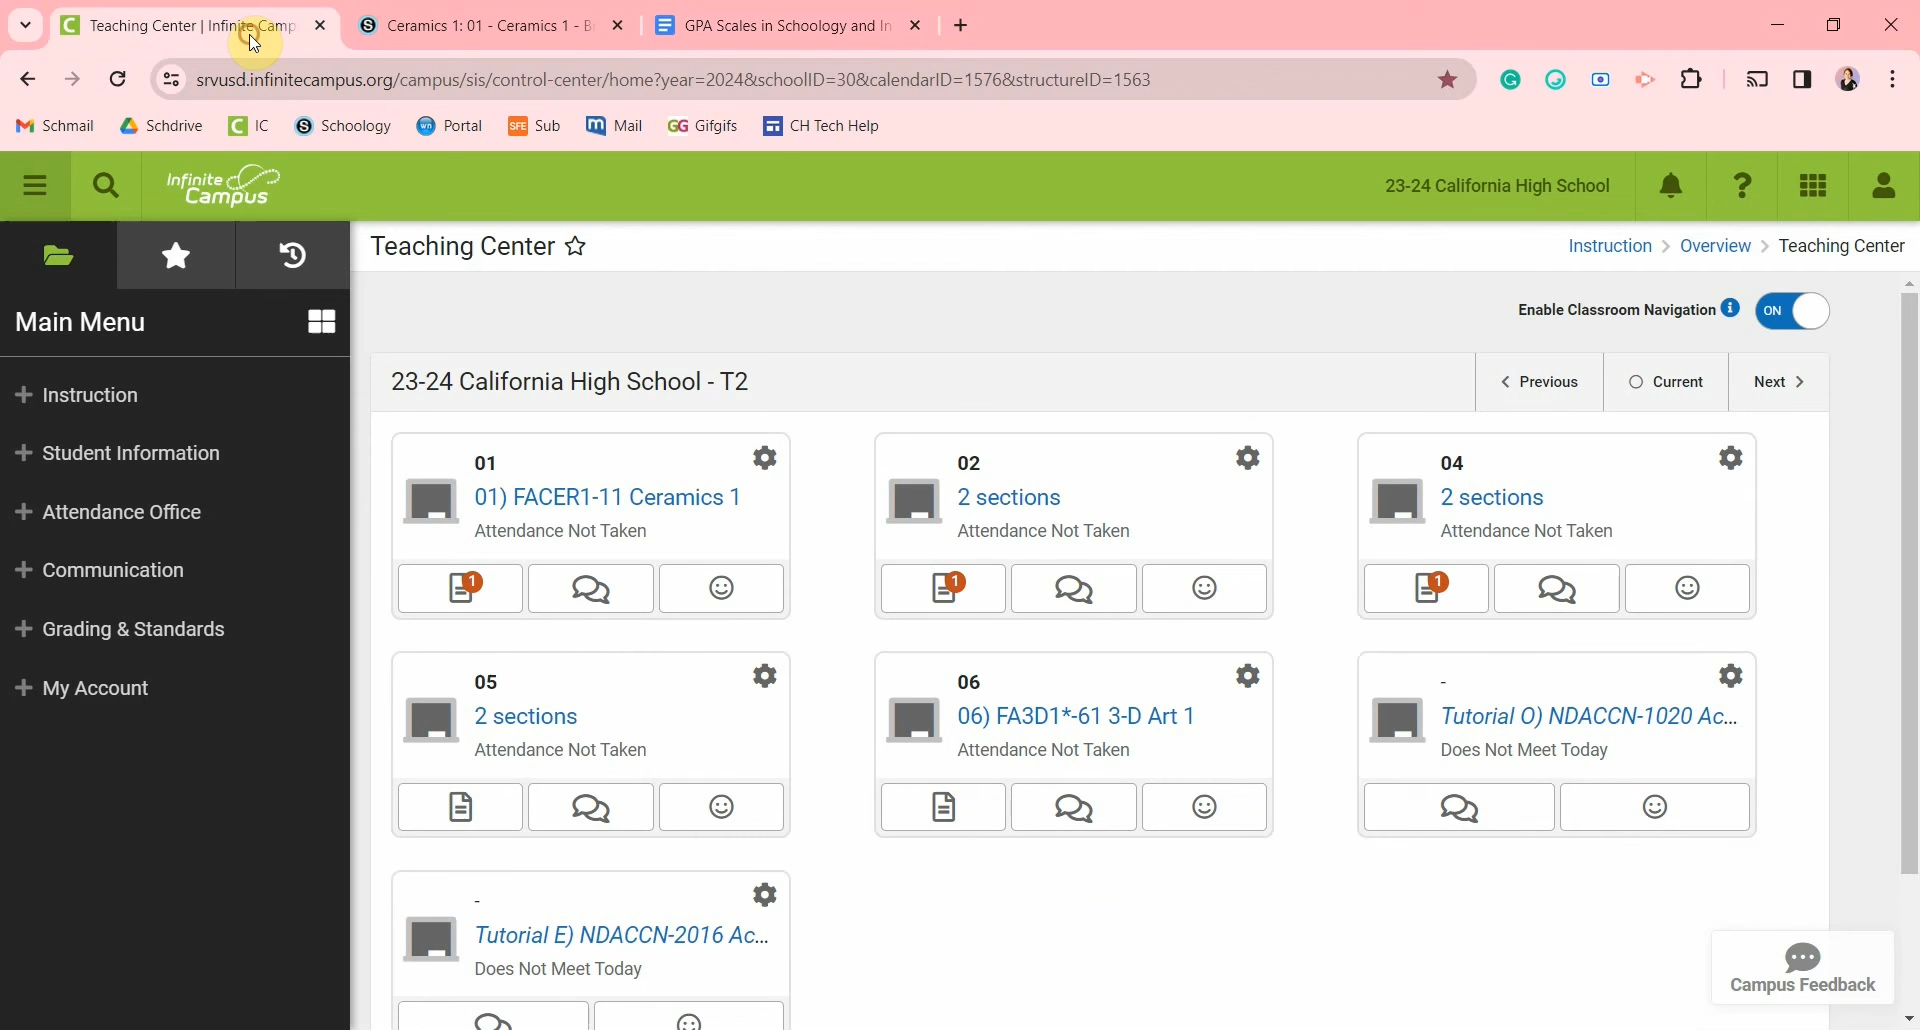 Teaching Center | Infinite Camp
Ceramics 1: 01 - Ceramics 1 - B
GPA Scales in Schoology and In
srvusd.infinitecampus.org/campus/sis/control-center/home?year=2024&schoolID=30&calendarID=1576&structureID=1563
Schmail Schdrive IC Schoology Portal Sub Mail Gifgifs CH Tech Help
Infinite Campus
23-24 California High School
Teaching Center
Instruction > Overview > Teaching Center
Main Menu
Enable Classroom Navigation ON
Instruction
Student Information
Attendance Office
Communication
Grading & Standards
My Account
23-24 California High School - T2
Previous Current Next
01
01) FACER1-11 Ceramics 1
Attendance Not Taken
1
02
2 sections
Attendance Not Taken
1
04
2 sections
Attendance Not Taken
1
05
2 sections
Attendance Not Taken
06
06) FA3D1*-61 3-D Art 1
Attendance Not Taken
-
Tutorial O) NDACCN-1020 Ac...
Does Not Meet Today
-
Tutorial E) NDACCN-2016 Ac...
Does Not Meet Today
Campus Feedback